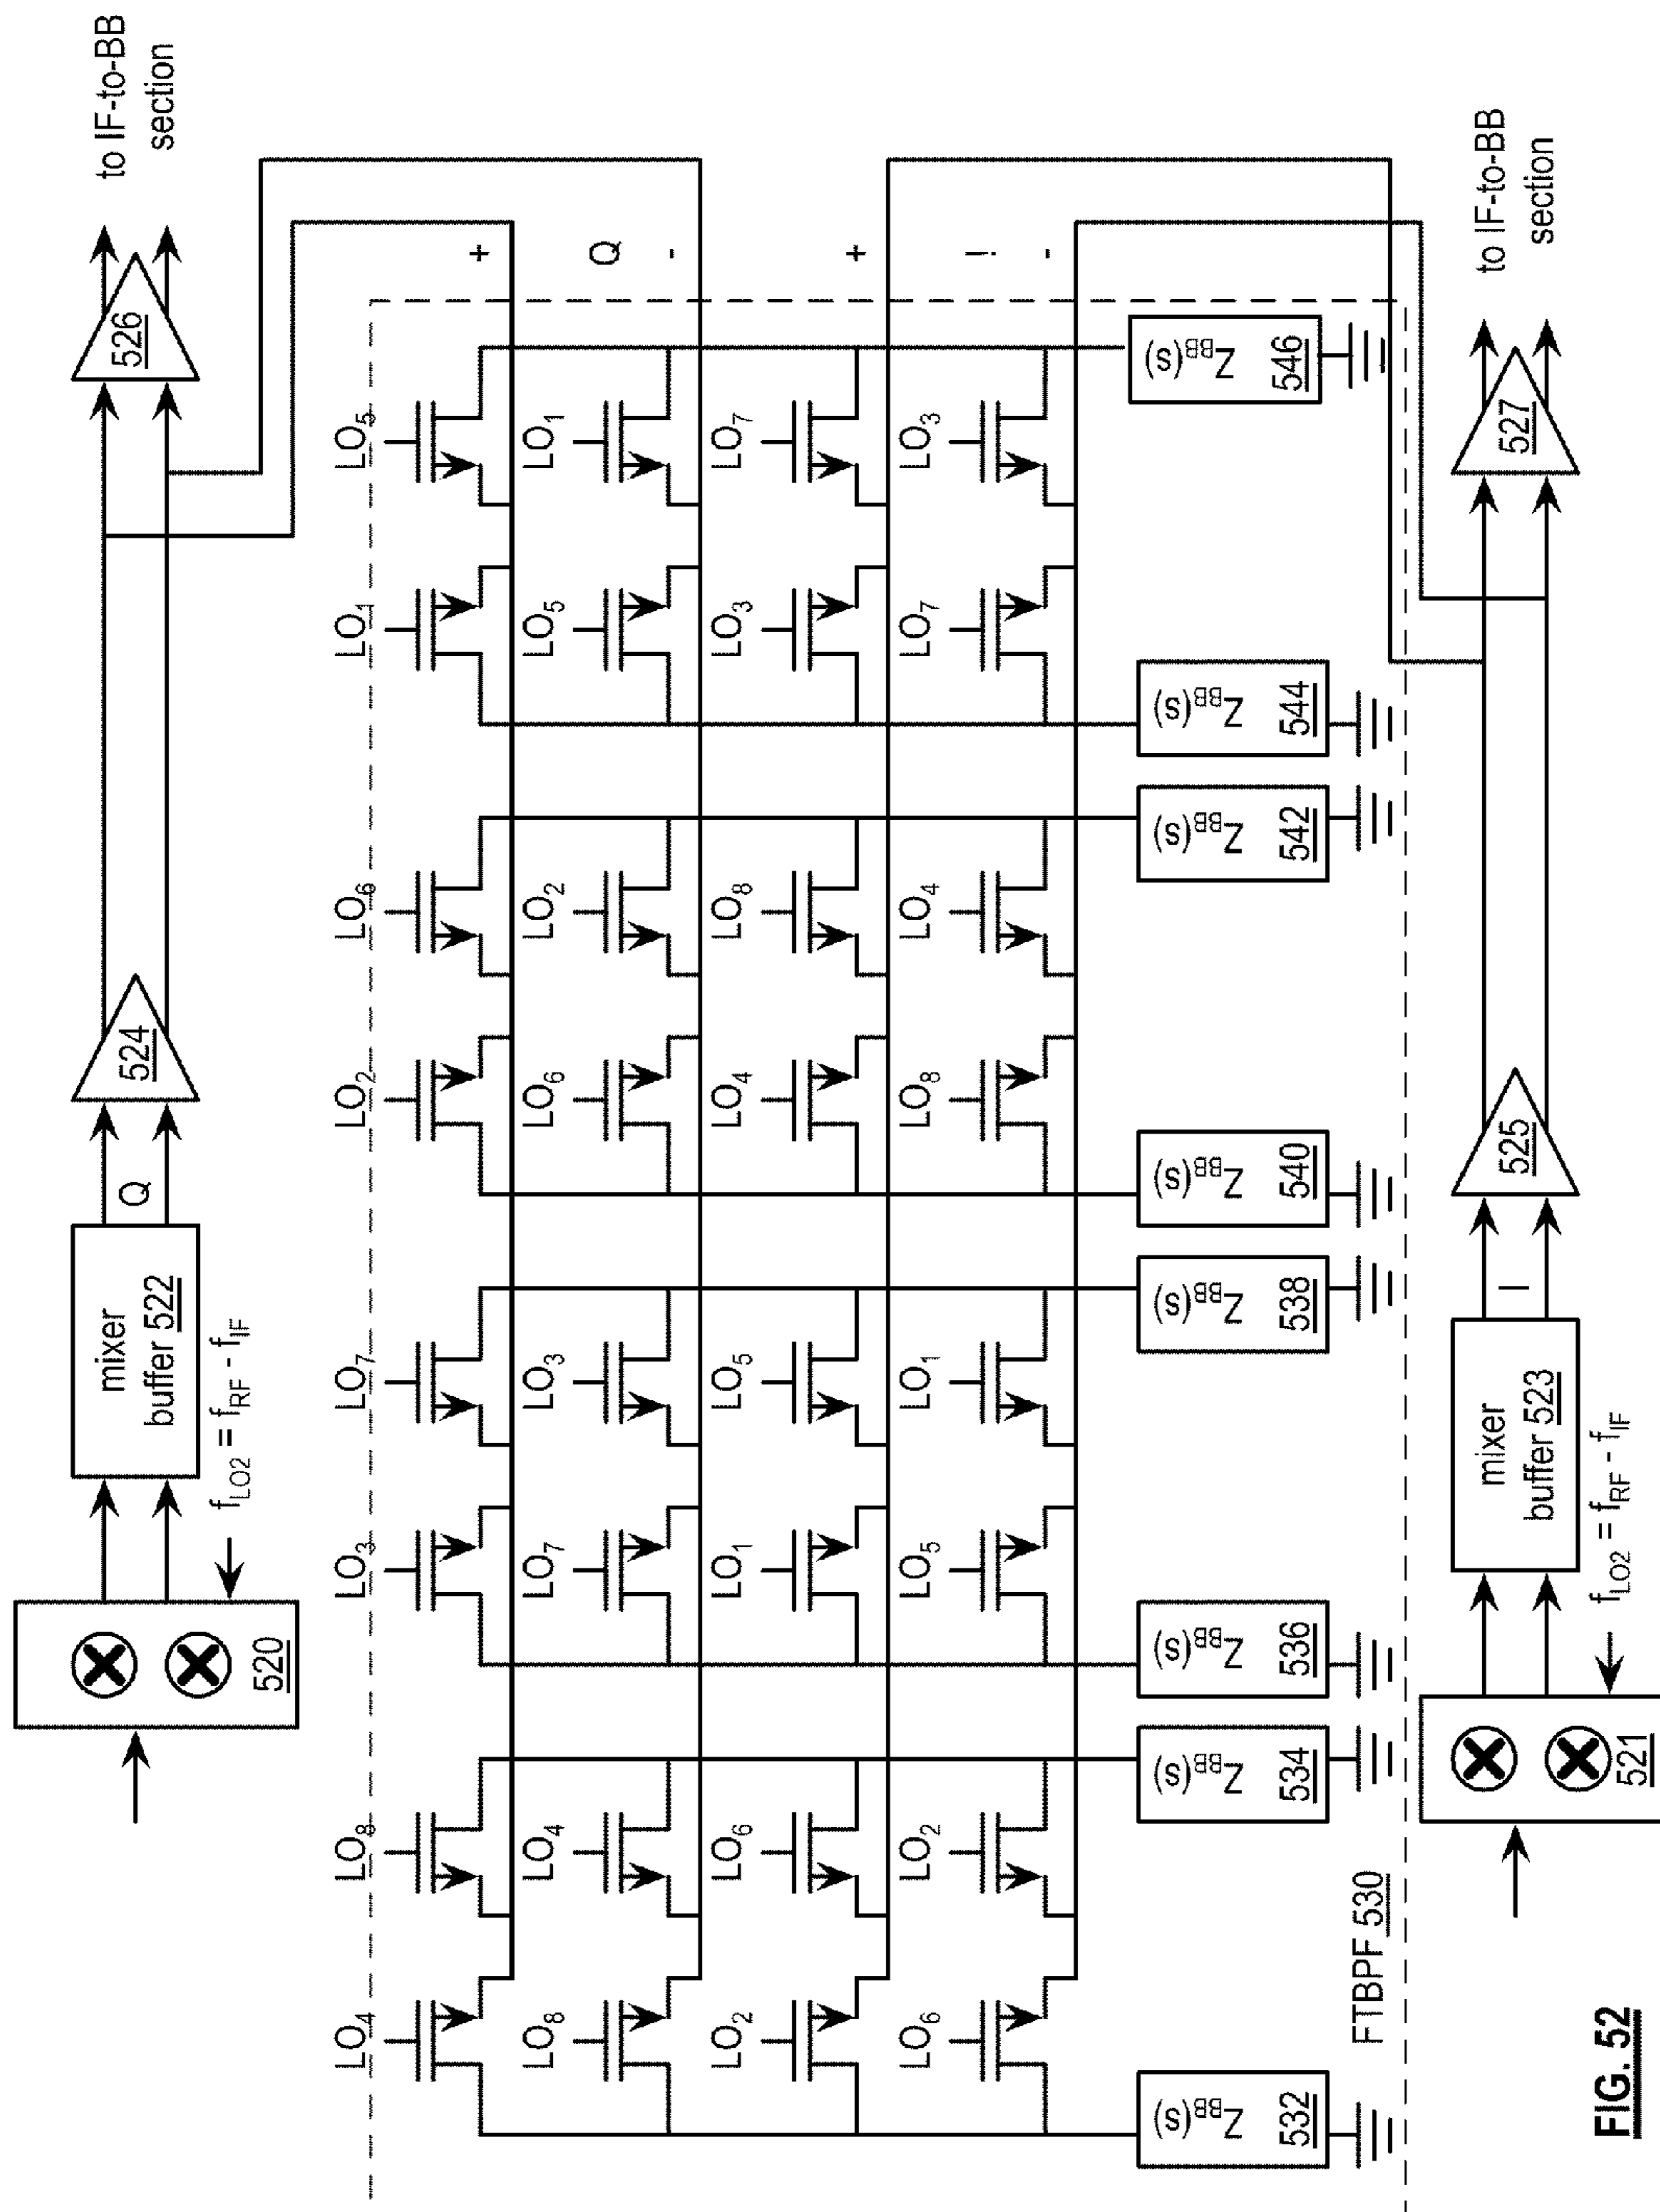 520
f_LO2 = f_RF - f_IF
mixer
buffer 522
Q
524
526
to IF-to-BB
section
LO4 LO8 LO3 LO7 LO2 LO6 LO1 LO5
+
LO8 LO4 LO7 LO3 LO6 LO2 LO5 LO1
Q
-
LO2 LO6 LO1 LO5 LO4 LO8 LO3 LO7
+
LO6 LO2 LO5 LO1 LO8 LO4 LO7 LO3
I
-
Z_BB(s) Z_BB(s) Z_BB(s) Z_BB(s) Z_BB(s) Z_BB(s) Z_BB(s) Z_BB(s)
532 534 536 538 540 542 544 546
FTBPF 530
521
f_LO2 = f_RF - f_IF
mixer
buffer 523
I
525
527
to IF-to-BB
section
FIG. 52